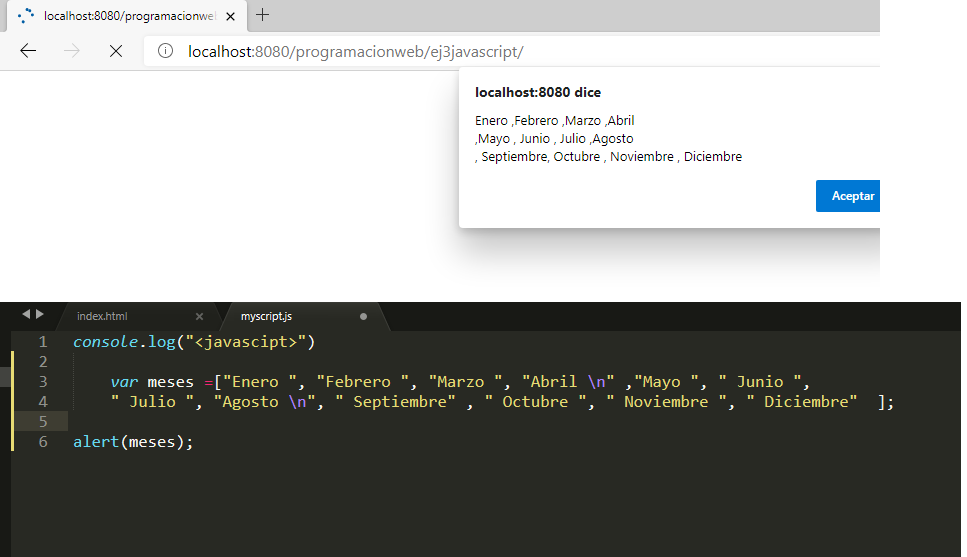 localhost:8080/programacionwel
localhost:8080/programacionweb/ej3javascript/
localhost:8080 dice
Enero ,Febrero ,Marzo ,Abril
,Mayo , Junio , Julio ,Agosto
, Septiembre, Octubre , Noviembre , Diciembre
Aceptar
index.html
myscript.js
1 console.log("<javascipt>")
2
3 var meses =["Enero ", "Febrero ", "Marzo ", "Abril \n" ,"Mayo ", " Junio ",
4 " Julio ", "Agosto \n", " Septiembre" , " Octubre ", " Noviembre ", " Diciembre"  ];
5
6 alert(meses);